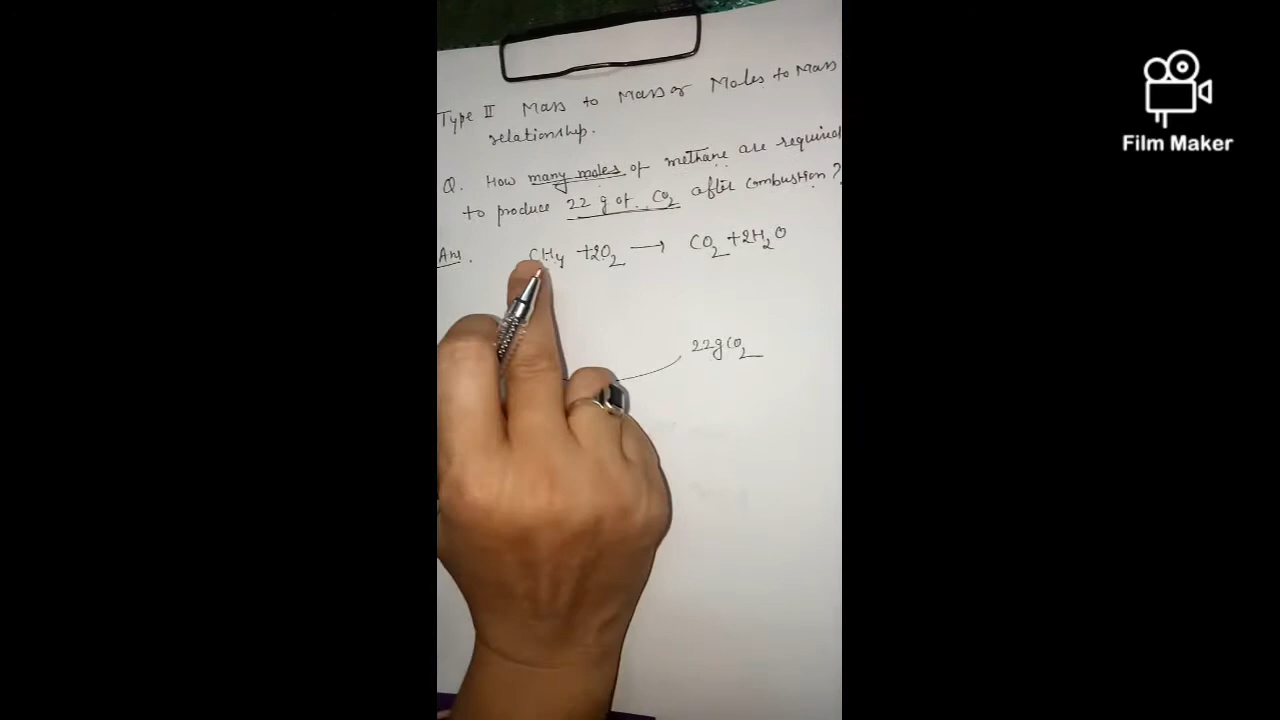 Type II Mass to Mass or Moles to Mass
relationship.
Q. How many moles of methane are required
to produce 22 g of CO2 after combustion?
Ans. CH4 + 2O2 → CO2 + 2H2O
22g CO2
Film Maker